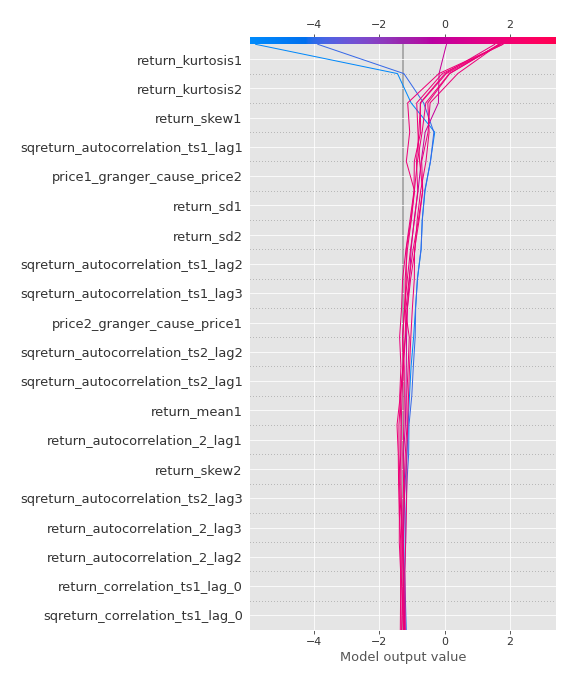 −4 −2 0 2
return_kurtosis1
return_kurtosis2
return_skew1
sqreturn_autocorrelation_ts1_lag1
price1_granger_cause_price2
return_sd1
return_sd2
sqreturn_autocorrelation_ts1_lag2
sqreturn_autocorrelation_ts1_lag3
price2_granger_cause_price1
sqreturn_autocorrelation_ts2_lag2
sqreturn_autocorrelation_ts2_lag1
return_mean1
return_autocorrelation_2_lag1
return_skew2
sqreturn_autocorrelation_ts2_lag3
return_autocorrelation_2_lag3
return_autocorrelation_2_lag2
return_correlation_ts1_lag_0
sqreturn_correlation_ts1_lag_0
−4 −2 0 2
Model output value